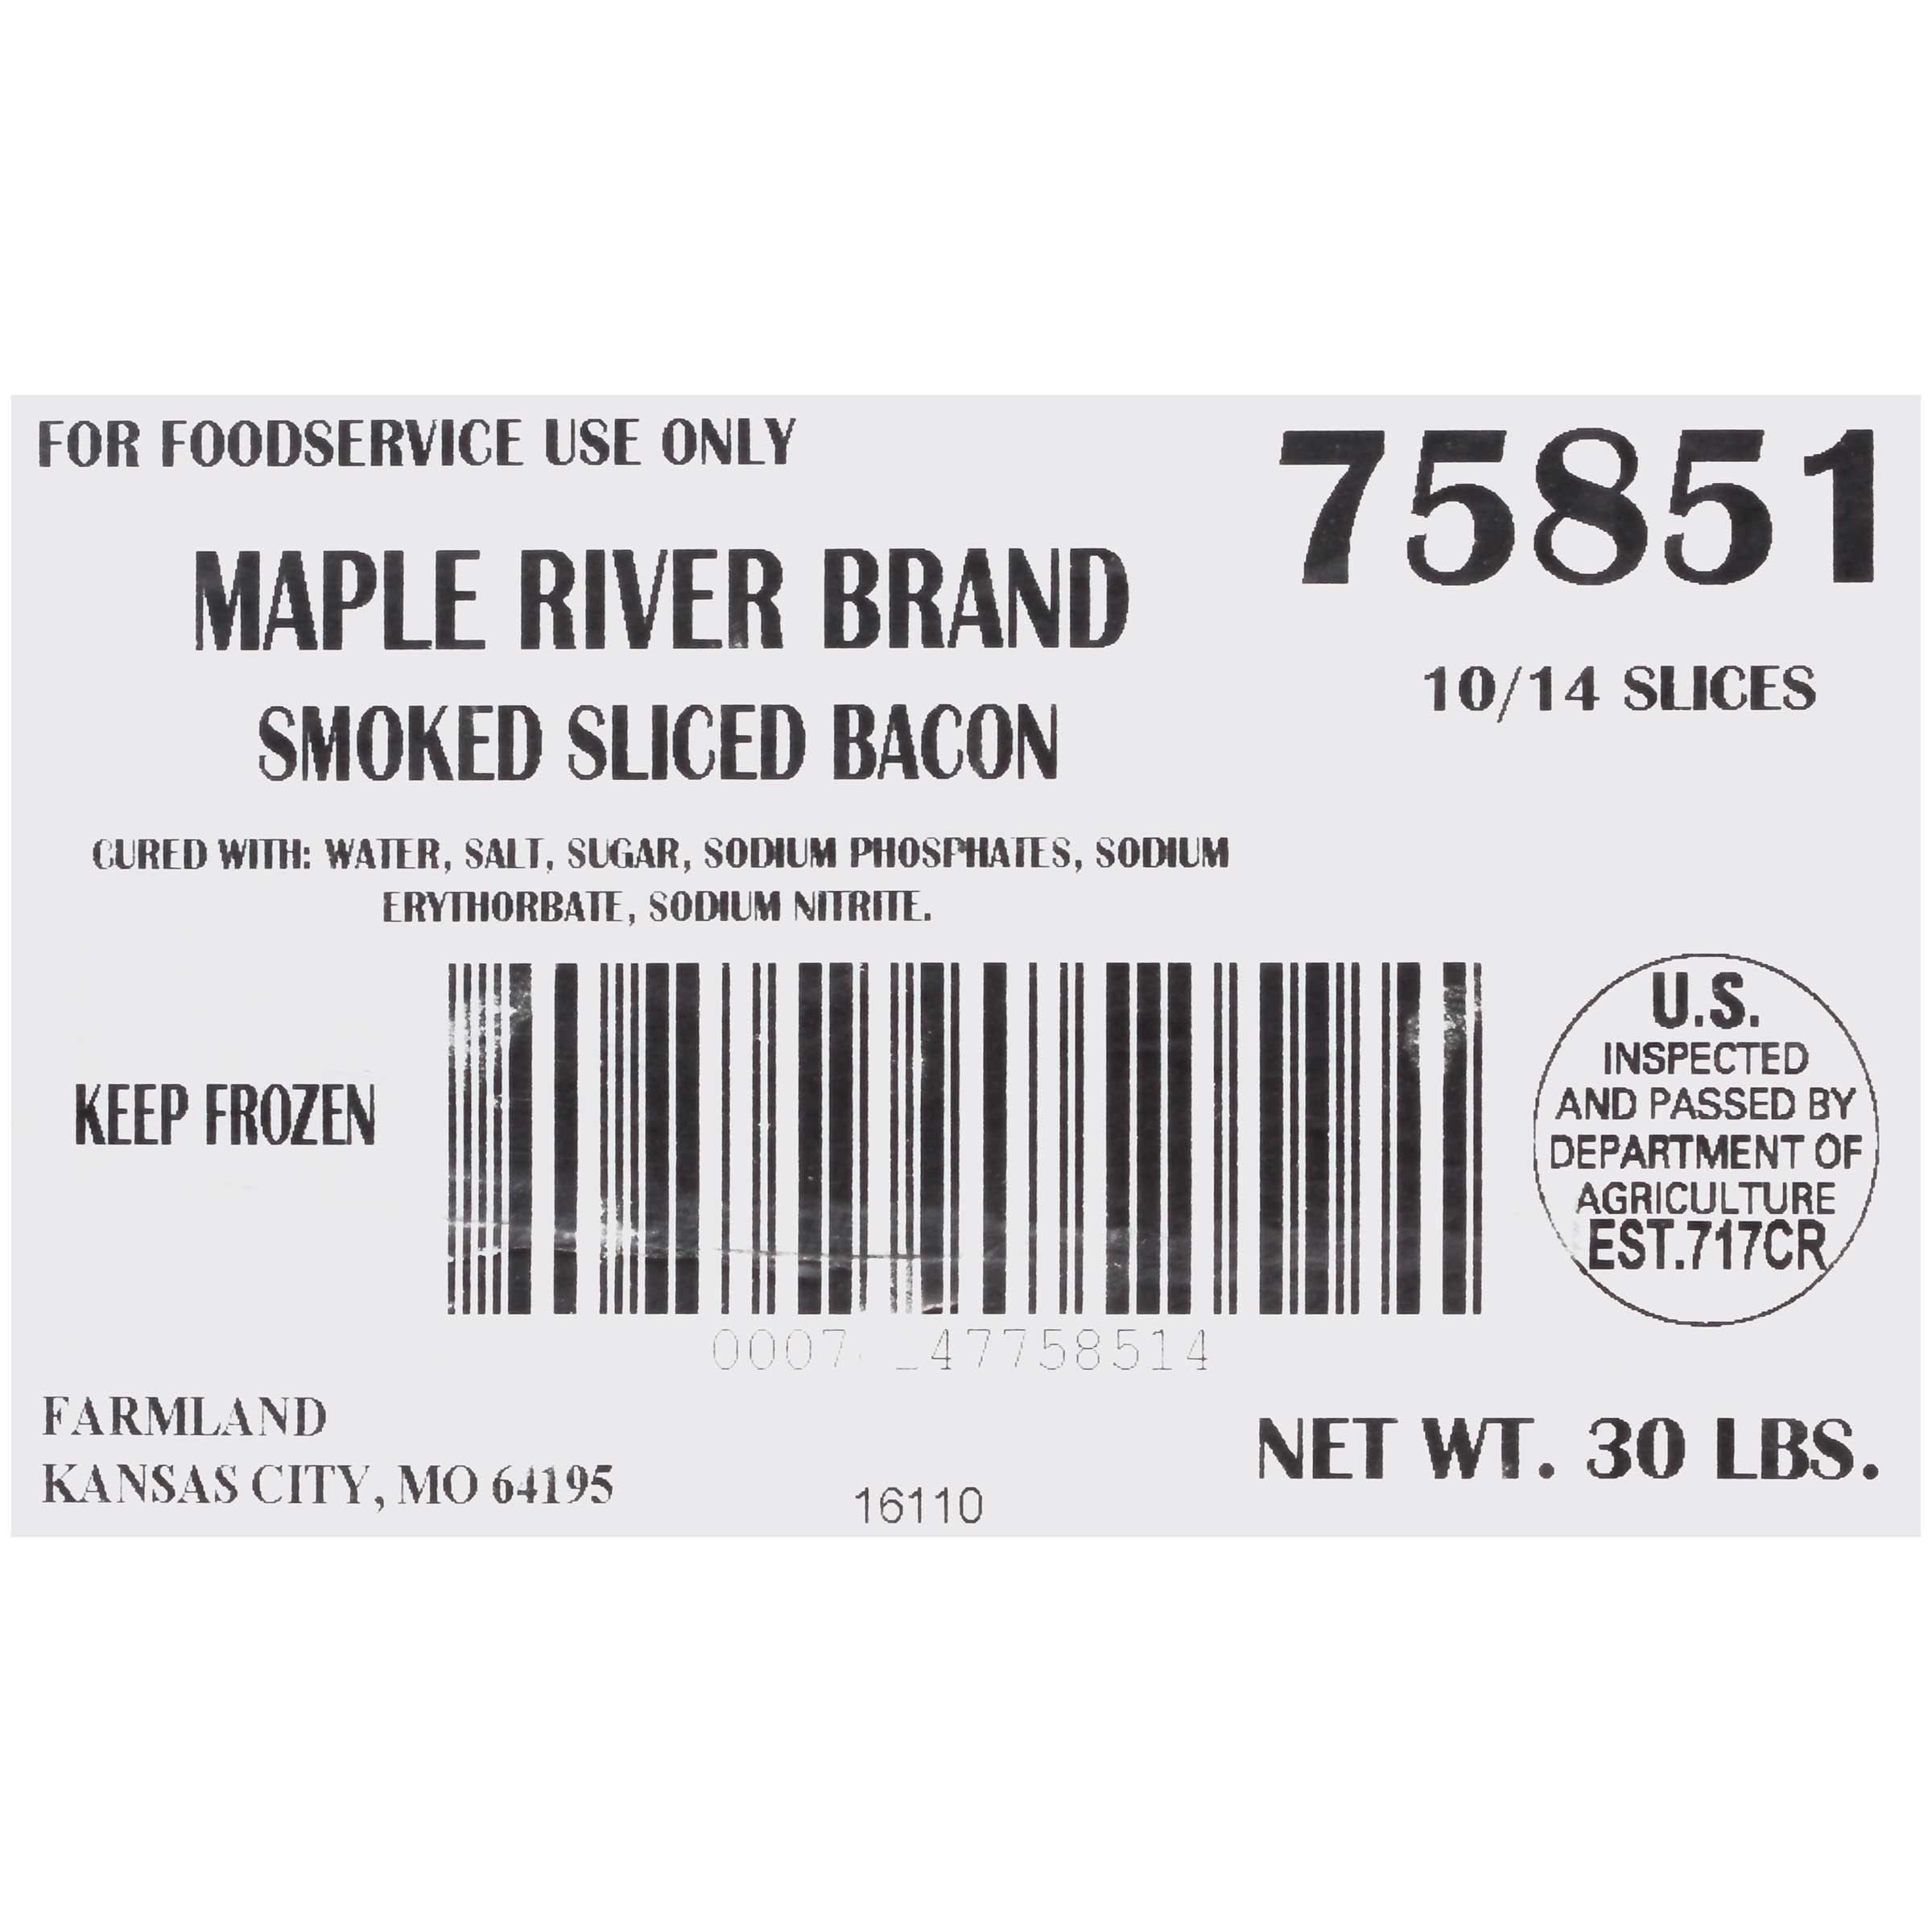 FOR FOODSERVICE USE ONLY
75851
MAPLE RIVER BRAND
10/14 SLICES
SMOKED SLICED BACON
CURED WITH: WATER, SALT, SUGAR, SODIUM PHOSPHATES, SODIUM
ERYTHORBATE, SODIUM NITRITE.
KEEP FROZEN
U.S.
INSPECTED
AND PASSED BY
DEPARTMENT OF
AGRICULTURE
EST.717CR
FARMLAND
KANSAS CITY, MO 64195
16110
NET WT. 30 LBS.